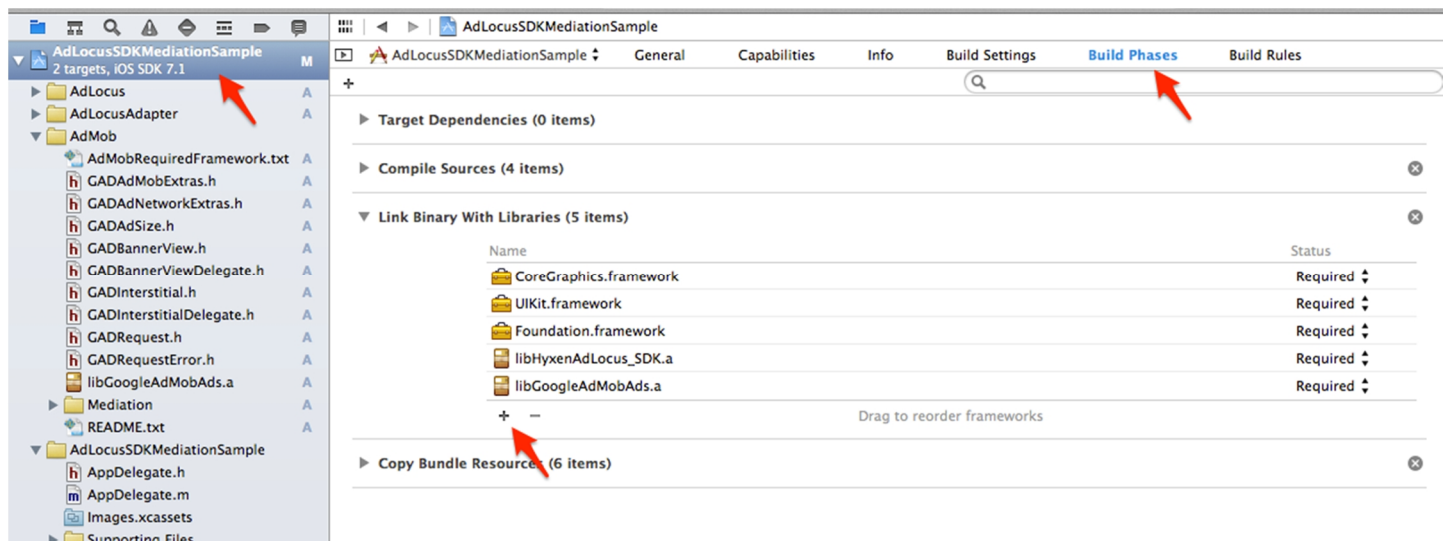 AdLocusSDKMediationSample
2 targets, iOS SDK 7.1
M
AdLocus A
AdLocusAdapter A
AdMob
AdMobRequiredFramework.txt A
GADAdMobExtras.h A
GADAdNetworkExtras.h A
GADAdSize.h A
GADBannerView.h A
GADBannerViewDelegate.h A
GADInterstitial.h A
GADInterstitialDelegate.h A
GADRequest.h A
GADRequestError.h A
libGoogleAdMobAds.a A
Mediation A
README.txt A
AdLocusSDKMediationSample
AppDelegate.h
AppDelegate.m
Images.xcassets
Supporting Files
AdLocusSDKMediationSample
AdLocusSDKMediationSample General Capabilities Info Build Settings Build Phases Build Rules
Target Dependencies (0 items)
Compile Sources (4 items)
Link Binary With Libraries (5 items)
Name Status
CoreGraphics.framework Required
UIKit.framework Required
Foundation.framework Required
libHyxenAdLocus_SDK.a Required
libGoogleAdMobAds.a Required
Drag to reorder frameworks
Copy Bundle Resources (6 items)